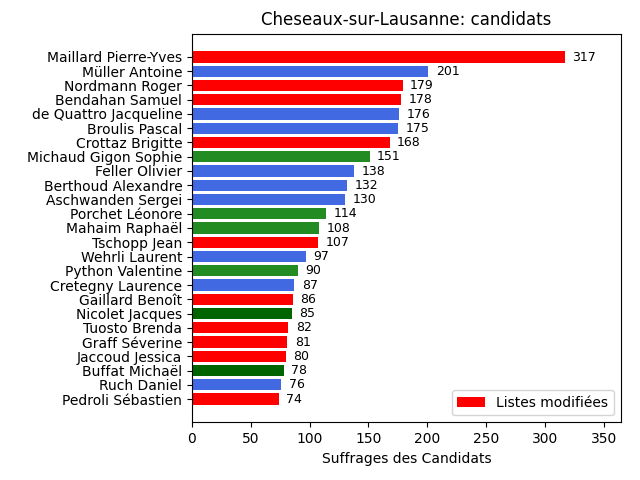 Cheseaux-sur-Lausanne: candidats
Maillard Pierre-Yves 317
Müller Antoine 201
Nordmann Roger 179
Bendahan Samuel 178
de Quattro Jacqueline 176
Broulis Pascal 175
Crottaz Brigitte 168
Michaud Gigon Sophie 151
Feller Olivier 138
Berthoud Alexandre 132
Aschwanden Sergei 130
Porchet Léonore 114
Mahaim Raphaël 108
Tschopp Jean 107
Wehrli Laurent 97
Python Valentine 90
Cretegny Laurence 87
Gaillard Benoît 86
Nicolet Jacques 85
Tuosto Brenda 82
Graff Séverine 81
Jaccoud Jessica 80
Buffat Michaël 78
Ruch Daniel 76
Pedroli Sébastien 74
Listes modifiées
0 50 100 150 200 250 300 350
Suffrages des Candidats